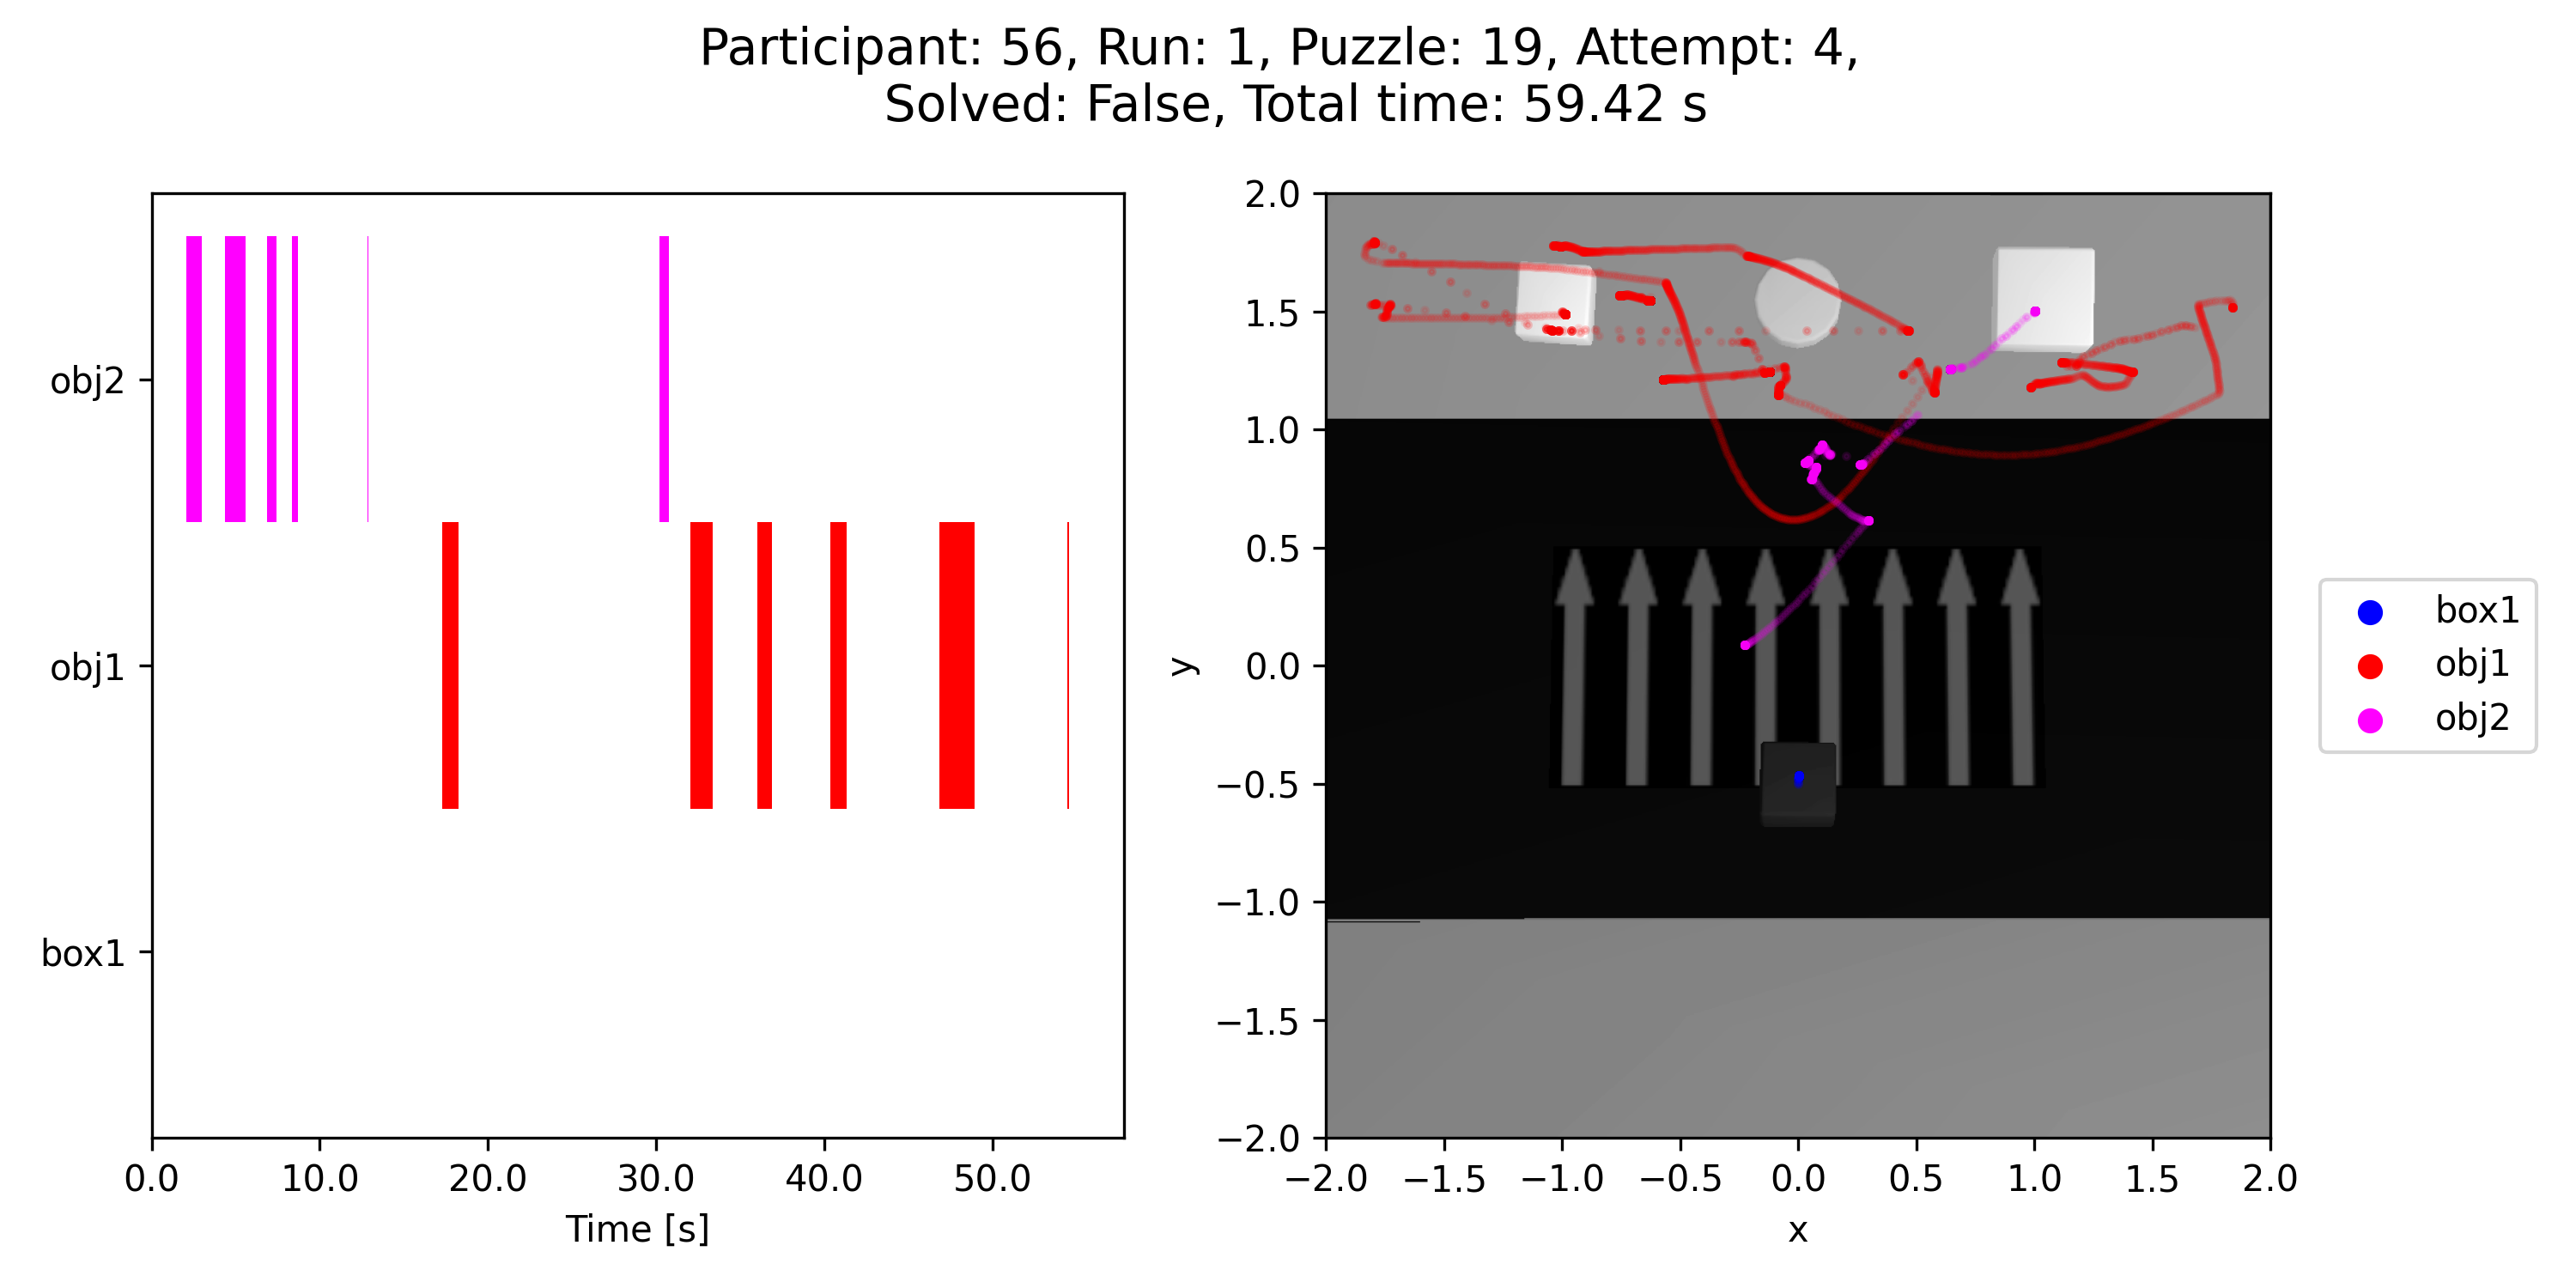 Participant: 56, Run: 1, Puzzle: 19, Attempt: 4,
Solved: False, Total time: 59.42 s
obj2
obj1
box1
0.0 10.0 20.0 30.0 40.0 50.0
Time [s]
2.0
1.5
1.0
0.5
0.0
−0.5
−1.0
−1.5
−2.0
y
−2.0 −1.5 −1.0 −0.5 0.0 0.5 1.0 1.5 2.0
x
box1
obj1
obj2